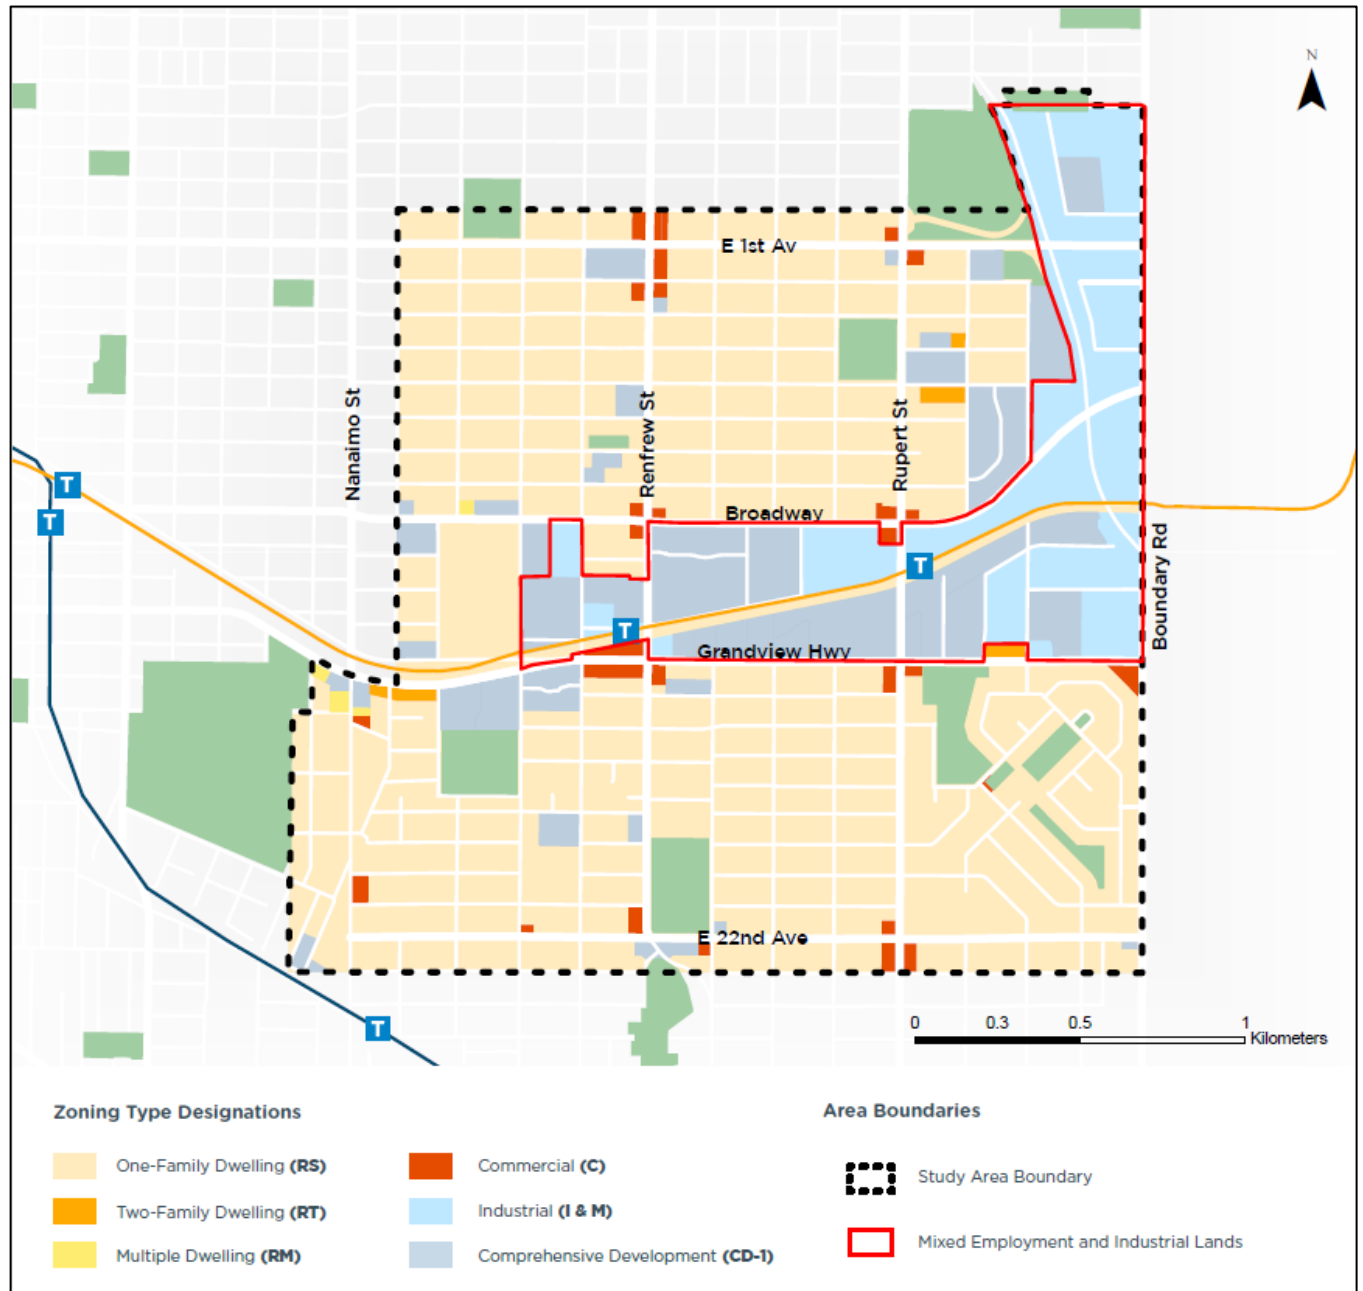 N
E 1st Av
Nanaimo St
Renfrew St
Rupert St
Broadway
T
T
T
T
Boundary Rd
Grandview Hwy
E 22nd Ave
T
0 0.3 0.5 1
Kilometers
Zoning Type Designations
One-Family Dwelling (RS)
Two-Family Dwelling (RT)
Multiple Dwelling (RM)
Commercial (C)
Industrial (I & M)
Comprehensive Development (CD-1)
Area Boundaries
Study Area Boundary
Mixed Employment and Industrial Lands